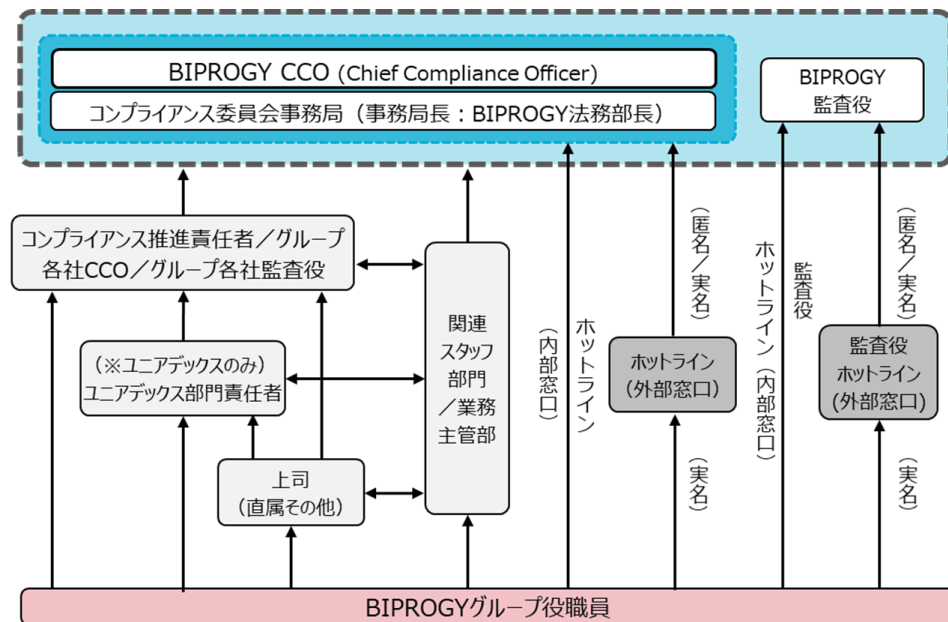 BIPROGY CCO (Chief Compliance Officer)
コンプライアンス委員会事務局（事務局長：BIPROGY法務部長）
BIPROGY
監査役
コンプライアンス推進責任者／グループ
各社CCO／グループ各社監査役
（※ユニアデックスのみ）
ユニアデックス部門責任者
上司
（直属その他）
関連
スタッフ
部門
／業務
主管部
ホットライン
（内部窓口）
（匿名／実名）
ホットライン
(外部窓口)
（実名）
監査役
ホットライン（内部窓口）
（匿名／実名）
監査役
ホットライン
(外部窓口)
（実名）
BIPROGYグループ役職員